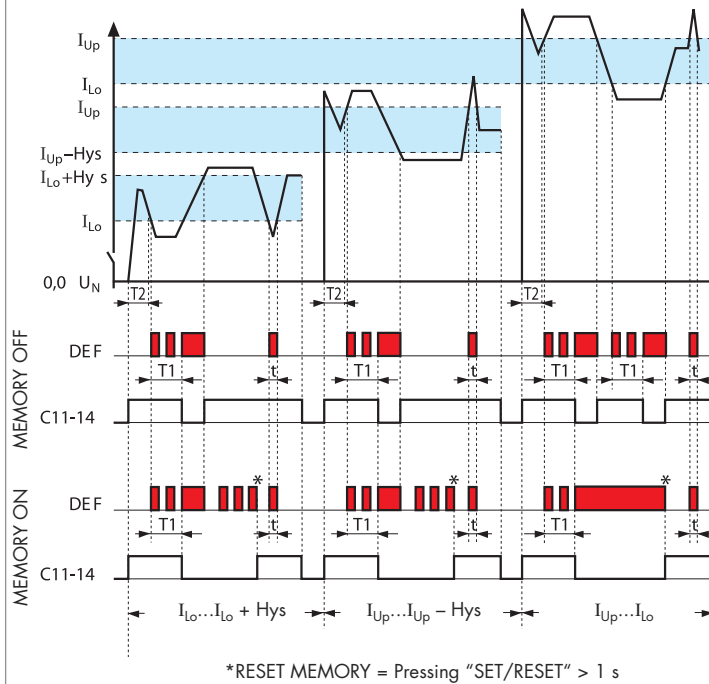 I_Up
I_Lo
I_Up
I_Up–Hys
I_Lo+Hy s
I_Lo
0,0 U_N
T2 T2 T2
MEMORY OFF
DEF
T1 t T1 t T1 T1 t
C11-14
MEMORY ON
DEF
* * *
T1 t T1 t T1 t
C11-14
I_Lo...I_Lo + Hys I_Up...I_Up – Hys I_Up...I_Lo
*RESET MEMORY = Pressing "SET/RESET" > 1 s